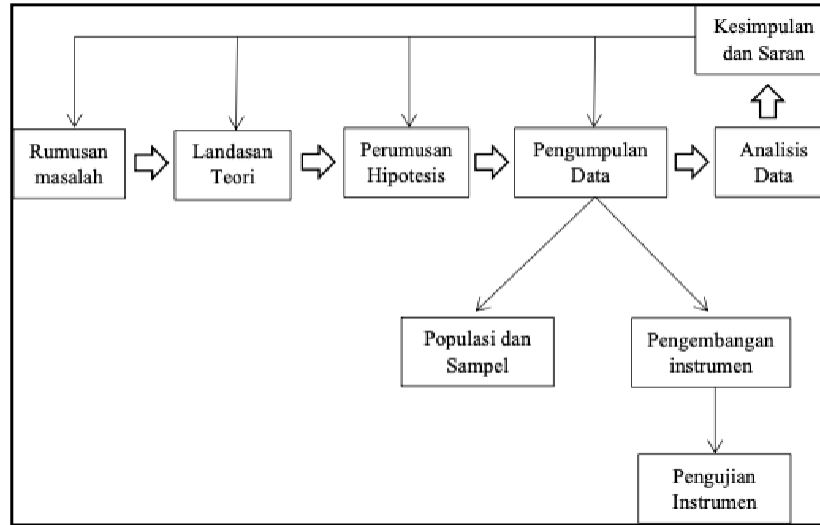 Kesimpulan
dan Saran
Rumusan
masalah
Landasan
Teori
Perumusan
Hipotesis
Pengumpulan
Data
Analisis
Data
Populasi dan
Sampel
Pengembangan
instrumen
Pengujian
Instrumen